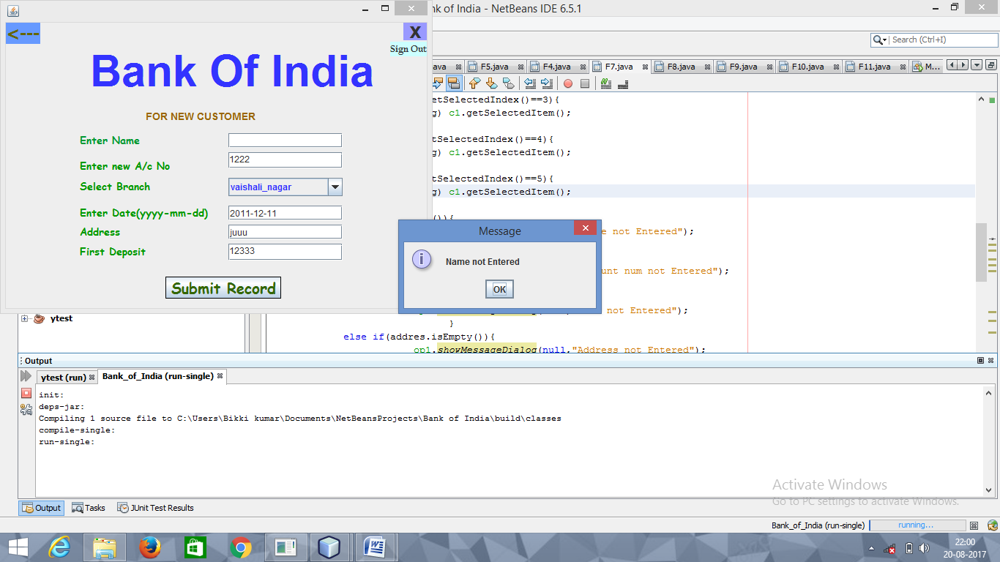 nk of India - NetBeans IDE 6.5.1
<---
X
Sign Out
Search (Ctrl+I)
Bank Of India
ava F5.java F4.java F7.java F8.java F9.java F10.java F11.java M...
FOR NEW CUSTOMER
Enter Name
Enter new A/c No 1222
Select Branch vaishali_nagar
Enter Date(yyyy-mm-dd) 2011-12-11
Address juuu
First Deposit 12333
Submit Record
etSelectedIndex()==3){
g) c1.getSelectedItem();
tSelectedIndex()==4){
g) c1.getSelectedItem();
tSelectedIndex()==5){
g) c1.getSelectedItem();
()){
e not Entered");
unt num not Entered");
not Entered");
}
else if(addres.isEmpty()){
op1.showMessageDialog(null,"Address not Entered");
Message
Name not Entered
OK
ytest
Output
ytest (run) Bank_of_India (run-single)
init:
deps-jar:
Compiling 1 source file to C:\Users\Bikki kumar\Documents\NetBeansProjects\Bank of India\build\classes
compile-single:
run-single:
Activate Windows
Go to PC settings to activate Windows.
Output Tasks JUnit Test Results
Bank_of_India (run-single) running...
22:00
20-08-2017